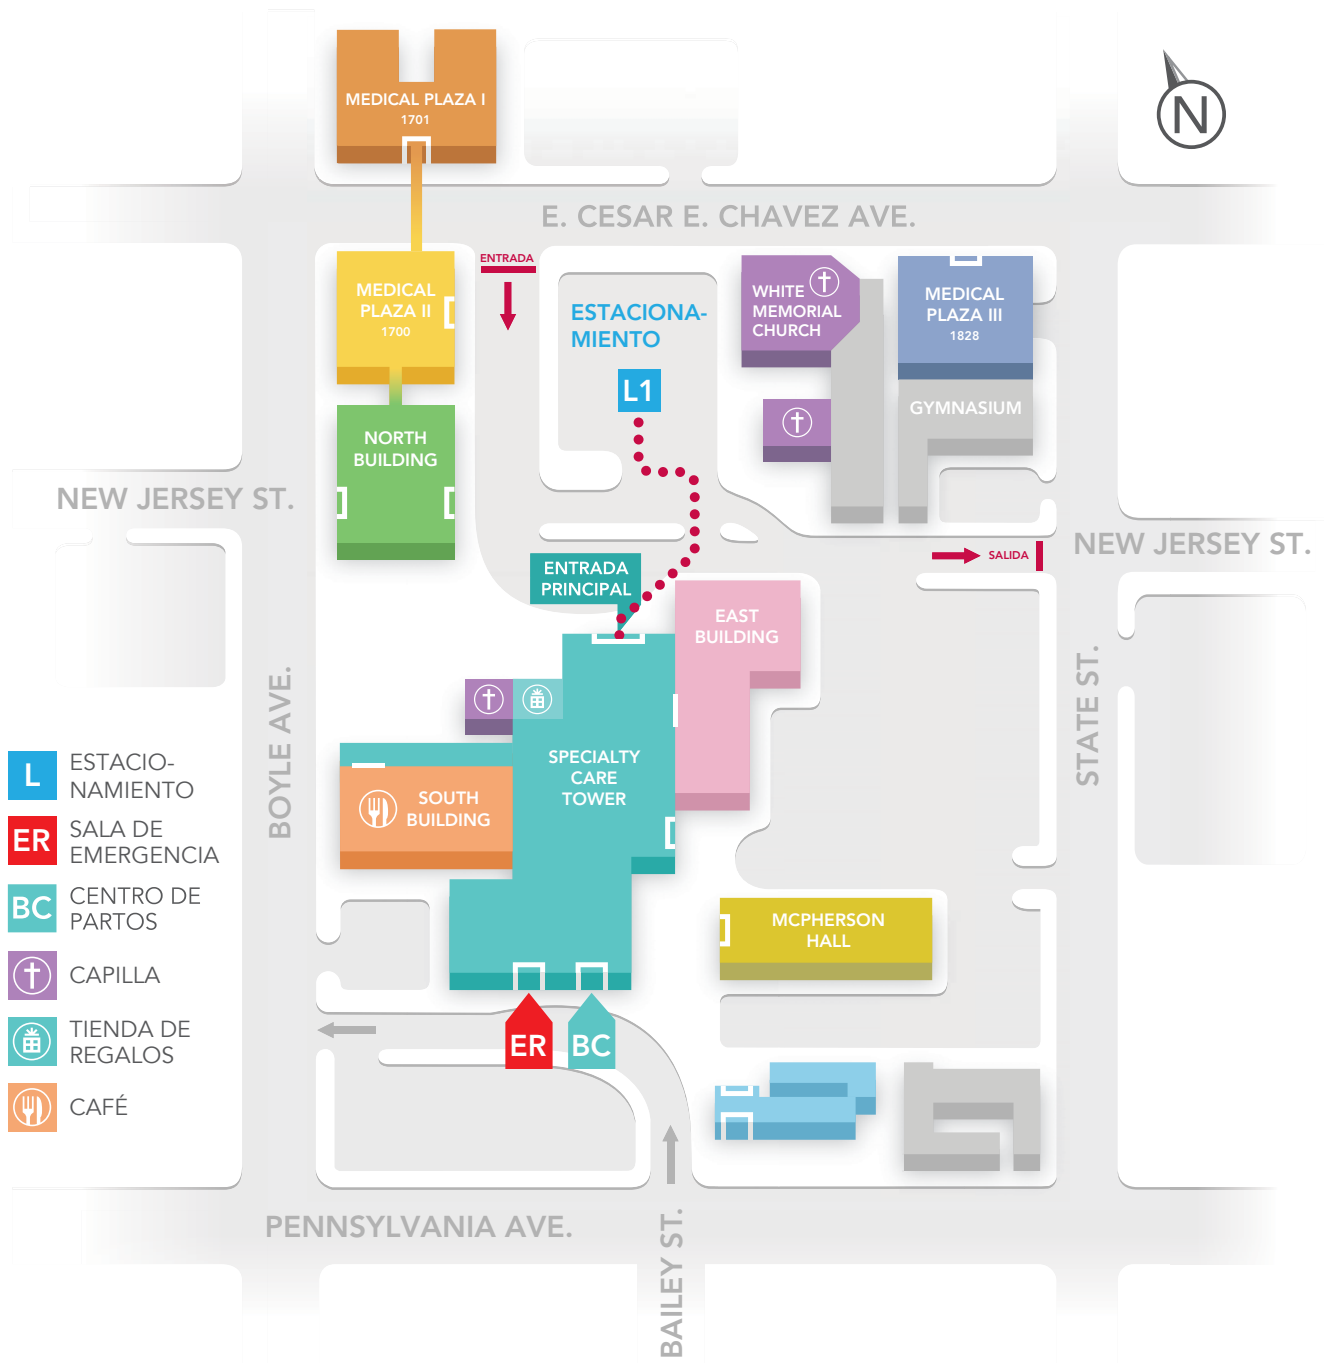 MEDICAL PLAZA I
1701
N
E. CESAR E. CHAVEZ AVE.
ENTRADA
MEDICAL
PLAZA II
1700
ESTACIONA-
MIENTO
L1
WHITE
MEMORIAL
CHURCH
MEDICAL
PLAZA III
1828
GYMNASIUM
NORTH
BUILDING
NEW JERSEY ST.
ENTRADA
PRINCIPAL
SALIDA
NEW JERSEY ST.
EAST
BUILDING
BOYLE AVE.
STATE ST.
SPECIALTY
CARE
TOWER
SOUTH
BUILDING
L
ESTACIO-
NAMIENTO
ER
SALA DE
EMERGENCIA
BC
CENTRO DE
PARTOS
CAPILLA
TIENDA DE
REGALOS
CAFÉ
MCPHERSON
HALL
ER
BC
PENNSYLVANIA AVE.
BAILEY ST.